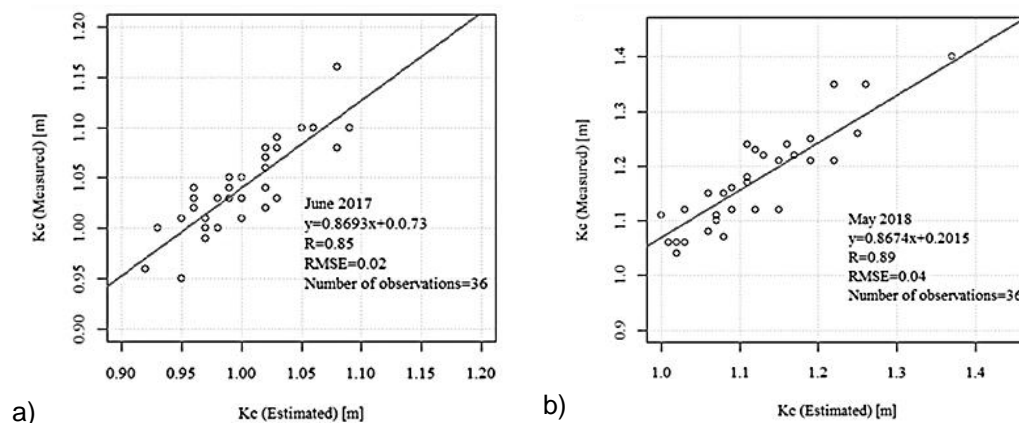 1.20
1.15
1.10
1.05
1.00
0.95
0.90
Kc (Measured) [m]
June 2017
y=0.8693x+0.0.73
R=0.85
RMSE=0.02
Number of observations=36
0.90 0.95 1.00 1.05 1.10 1.15 1.20
Kc (Estimated) [m]
a)
1.4
1.3
1.2
1.1
1.0
0.9
Kc (Measured) [m]
May 2018
y=0.8674x+0.2015
R=0.89
RMSE=0.04
Number of observations=36
1.0 1.1 1.2 1.3 1.4
Kc (Estimated) [m]
b)